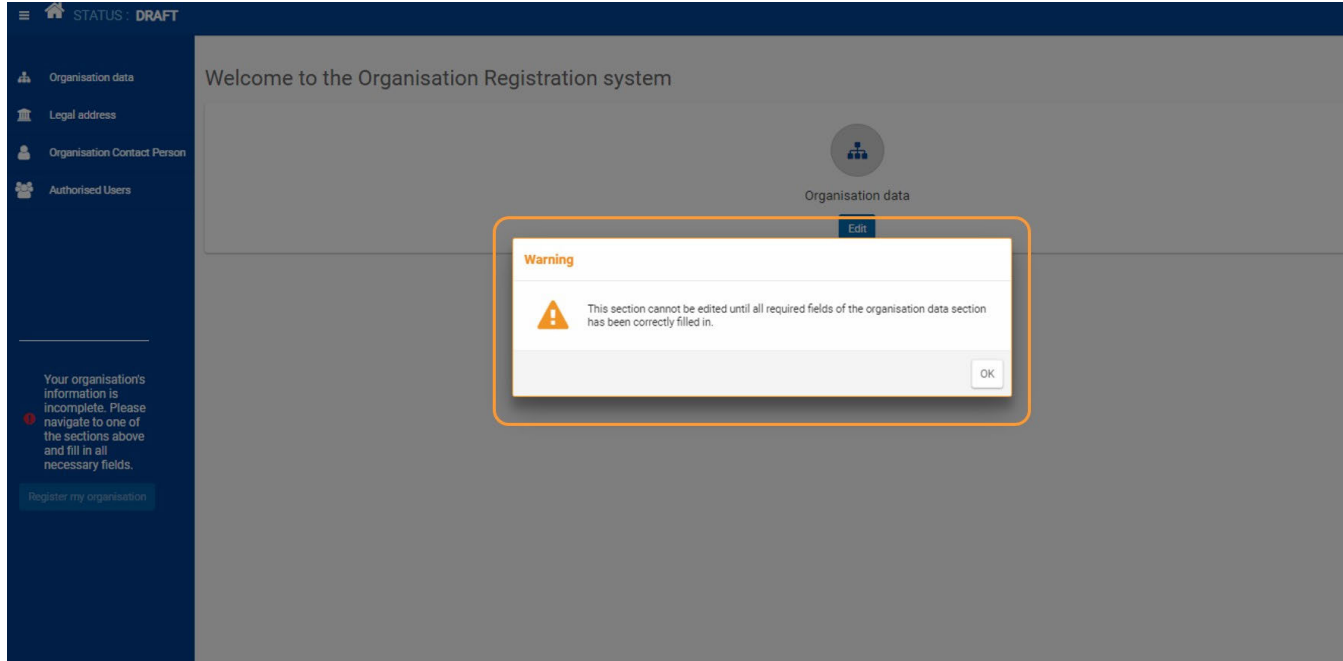 STATUS : DRAFT
Organisation data
Legal address
Organisation Contact Person
Authorised Users
Your organisation's
information is
incomplete. Please
navigate to one of
the sections above
and fill in all
necessary fields.
Register my organisation
Welcome to the Organisation Registration system
Organisation data
Edit
Warning
This section cannot be edited until all required fields of the organisation data section
has been correctly filled in.
OK